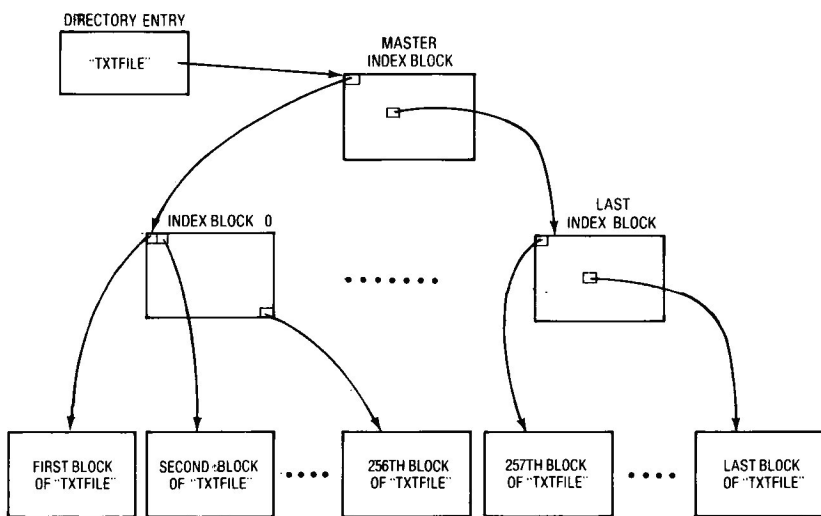 DIRECTORY ENTRY
"TXTFILE"
MASTER
INDEX BLOCK
INDEX BLOCK 0
LAST
INDEX BLOCK
FIRST BLOCK
OF "TXTFILE"
SECOND BLOCK
OF "TXTFILE"
256TH BLOCK
OF "TXTFILE"
257TH BLOCK
OF "TXTFILE"
LAST BLOCK
OF "TXTFILE"